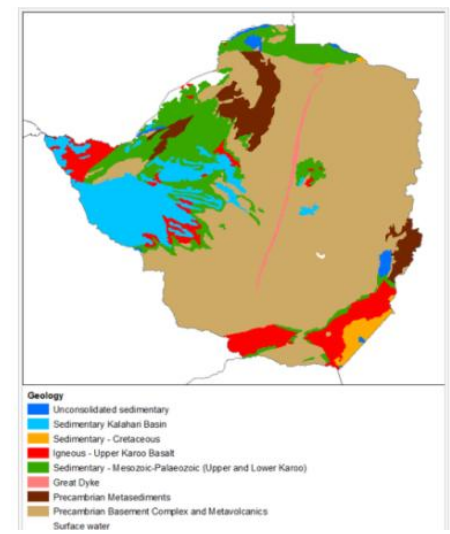 Geology
Unconsolidated sedimentary
Sedimentary Kalahari Basin
Sedimentary - Cretaceous
Igneous - Upper Karoo Basalt
Sedimentary - Mesozoic-Palaeozoic (Upper and Lower Karoo)
Great Dyke
Precambrian Metasediments
Precambrian Basement Complex and Metavolcanics
Surface water